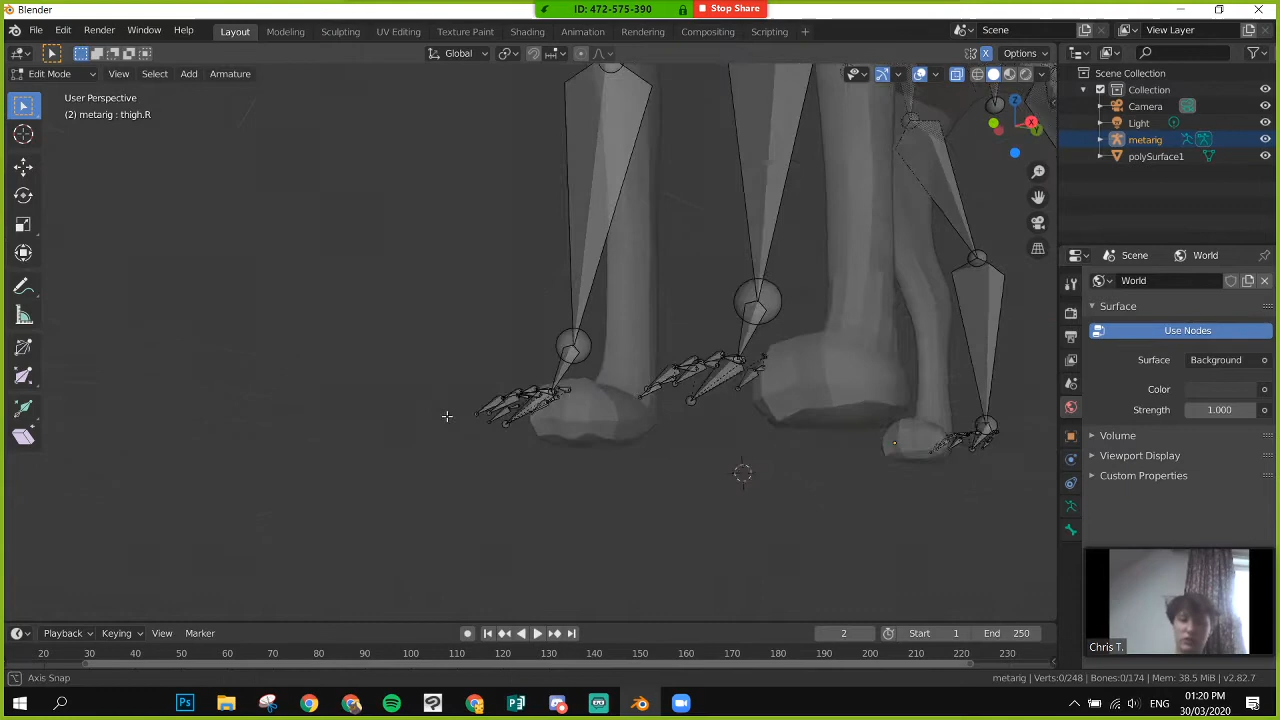 Blender
ID: 472-575-390
Stop Share
File Edit Render Window Help
Layout Modeling Sculpting UV Editing Texture Paint Shading Animation Rendering Compositing Scripting +
Scene
View Layer
Global
X
Options
Edit Mode View Select Add Armature
User Perspective
(2) metarig : thigh.R
X
Y
Z
Scene Collection
Collection
Camera
Light
metarig
polySurface1
Scene
World
World
Surface
Use Nodes
Surface Background
Color
Strength 1.000
Volume
Viewport Display
Custom Properties
Chris T.
Playback Keying View Marker
2
Start 1
End 250
20 30 40 50 60 70 80 90 100 110 120 130 140 150 160 170 180 190 200 210 220 230
Axis Snap
metarig | Verts:0/248 | Bones:0/174 | Mem: 38.5 MiB | v2.82.7
Ps
ENG
01:20 PM
30/03/2020